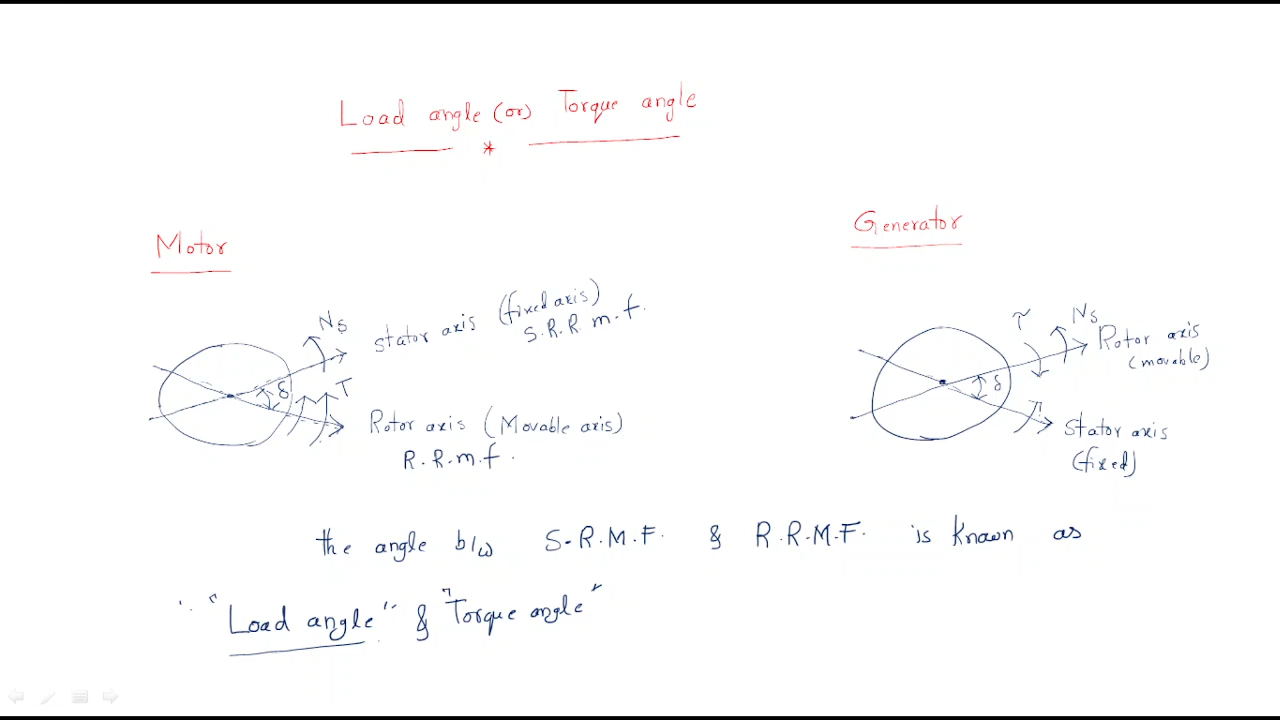 Load angle (or) Torque angle
*
Motor
Ns
Stator axis (fixed axis)
S.R.R m.f.
δ
T
Rotor axis (Movable axis)
R.R.m.f.
Generator
τ
Ns
Rotor axis
(movable)
δ
Stator axis
(fixed)
the angle b/w S.R.M.F. & R.R.M.F. is known as
"Load angle" & "Torque angle"